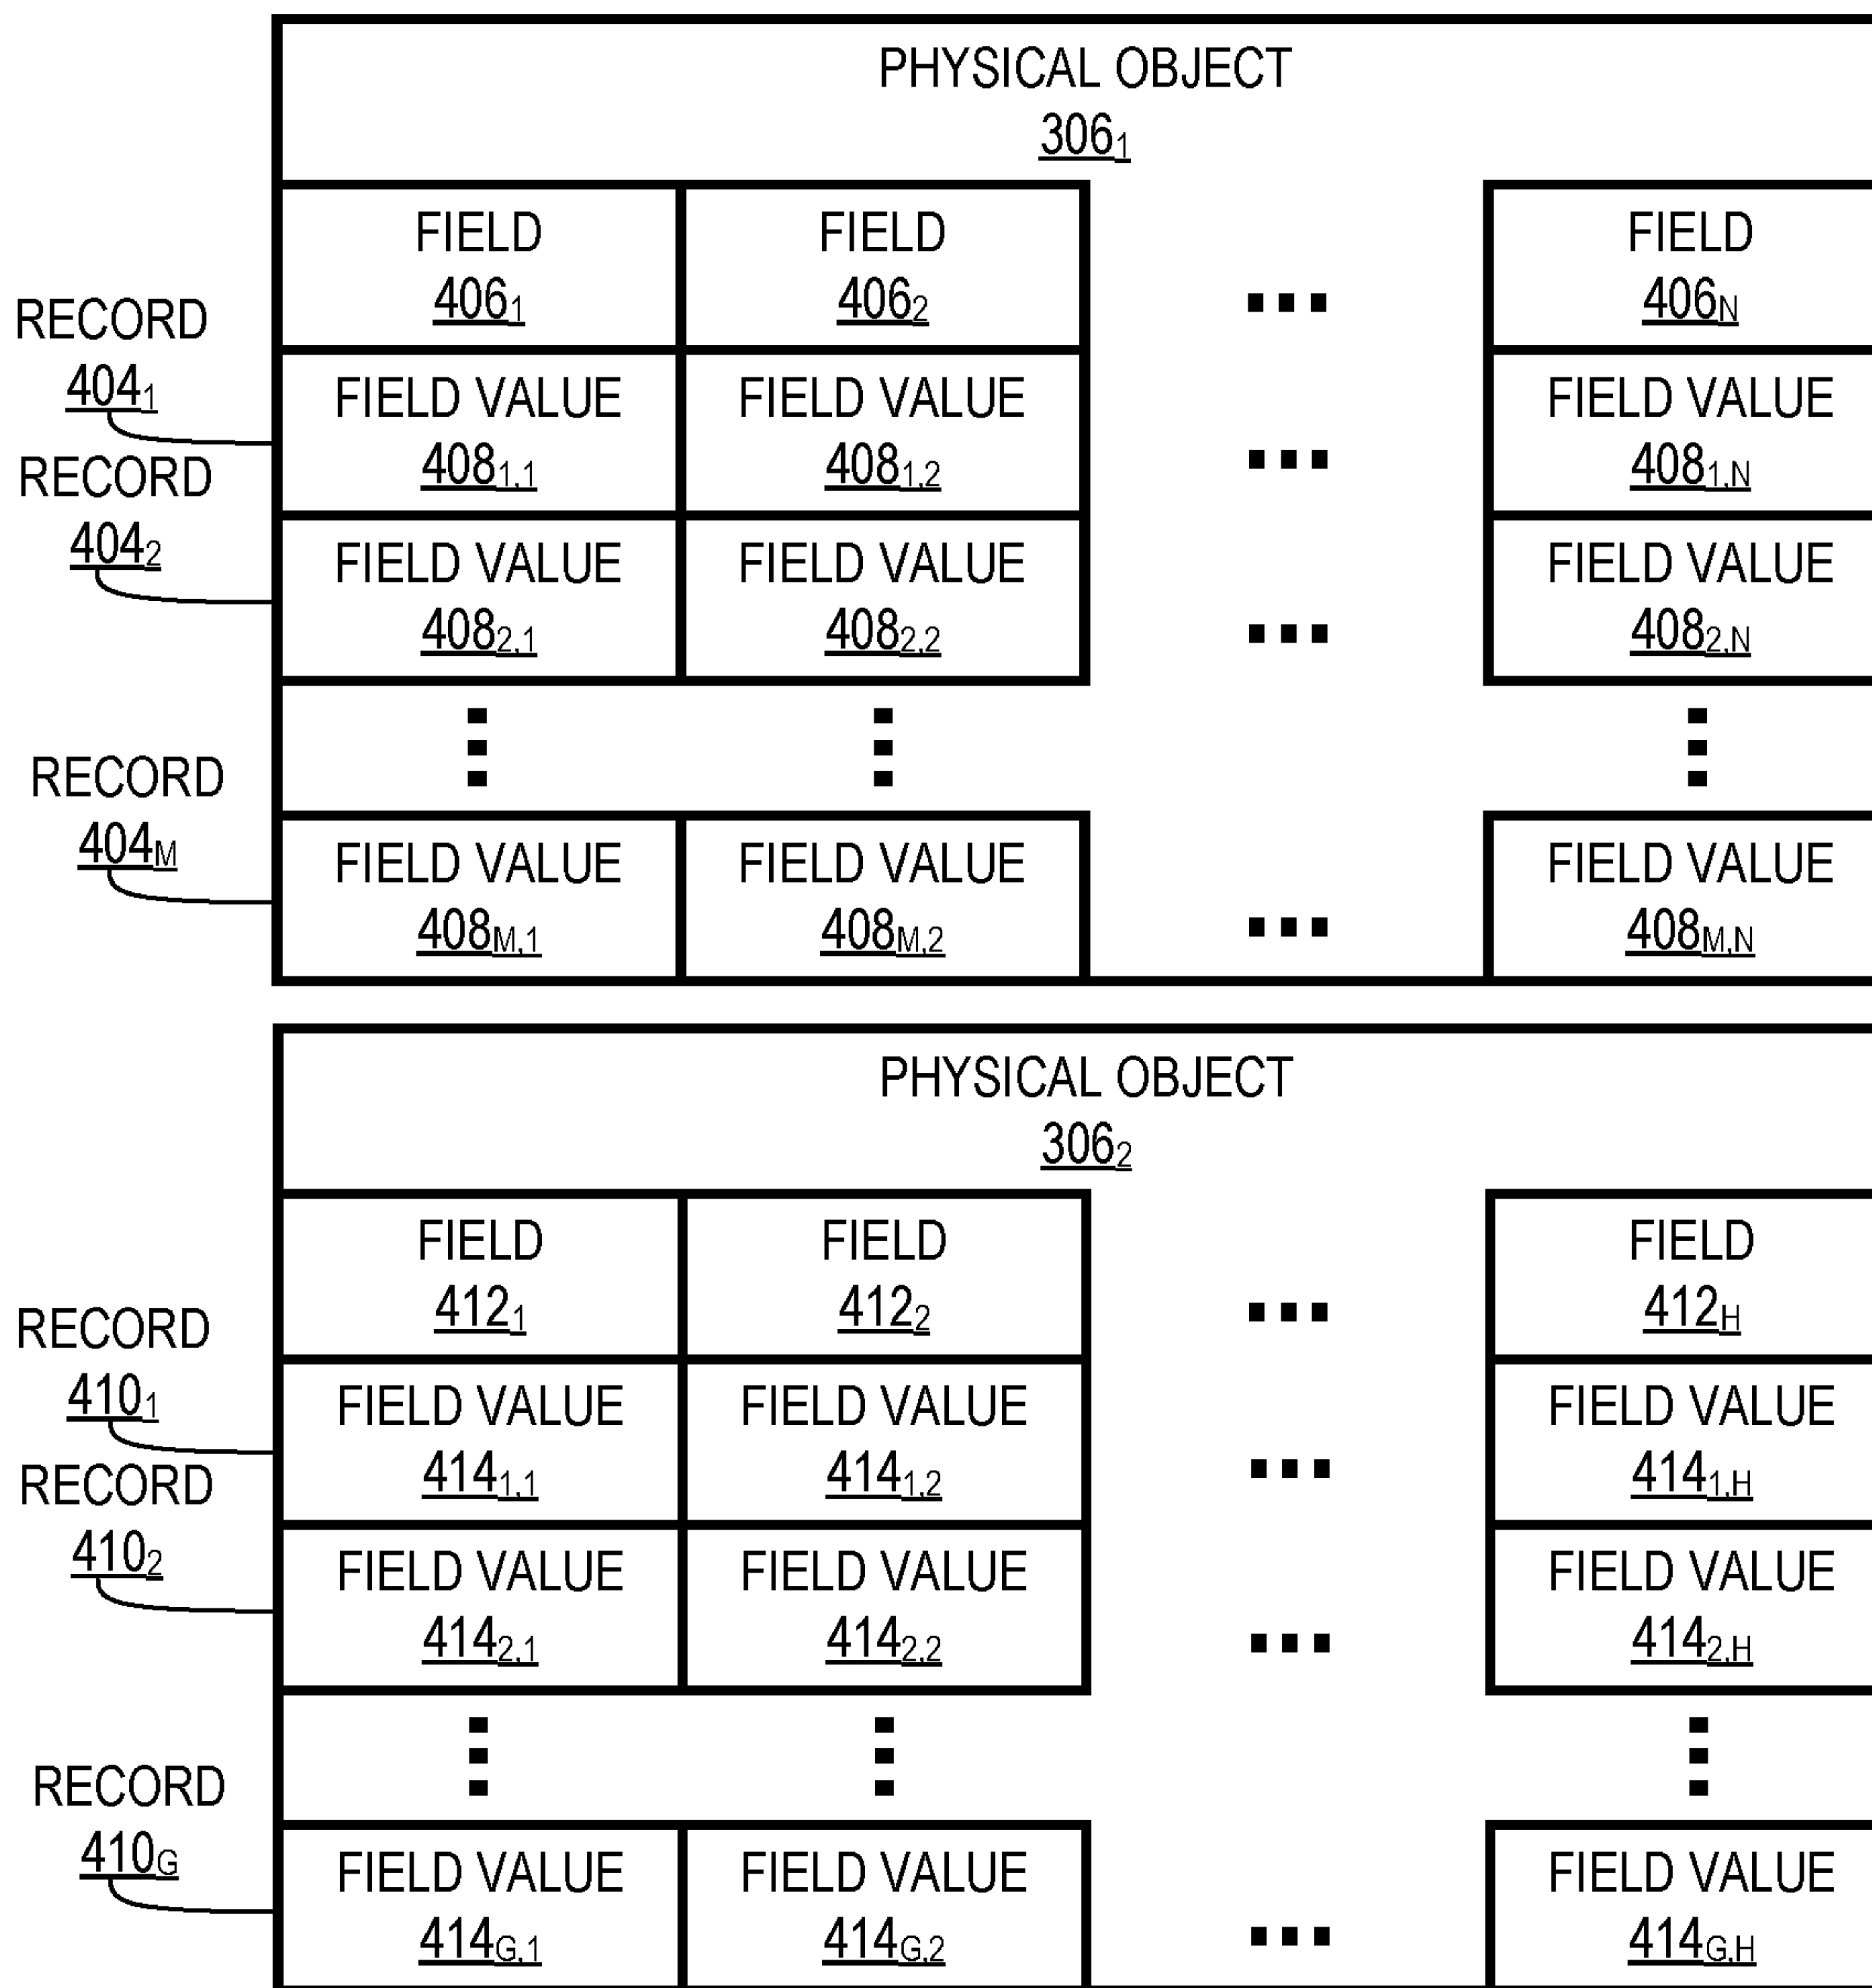 PHYSICAL OBJECT
306₁
FIELD FIELD FIELD
406₁ 406₂ ... 406N
RECORD
404₁
FIELD VALUE FIELD VALUE FIELD VALUE
408₁,₁ 408₁,₂ ... 408₁,N
RECORD
404₂
FIELD VALUE FIELD VALUE FIELD VALUE
408₂,₁ 408₂,₂ ... 408₂,N
RECORD
404M
FIELD VALUE FIELD VALUE FIELD VALUE
408M,₁ 408M,₂ ... 408M,N
PHYSICAL OBJECT
306₂
FIELD FIELD FIELD
412₁ 412₂ ... 412H
RECORD
410₁
FIELD VALUE FIELD VALUE FIELD VALUE
414₁,₁ 414₁,₂ ... 414₁,H
RECORD
410₂
FIELD VALUE FIELD VALUE FIELD VALUE
414₂,₁ 414₂,₂ ... 414₂,H
RECORD
410G
FIELD VALUE FIELD VALUE FIELD VALUE
414G,₁ 414G,₂ ... 414G,H